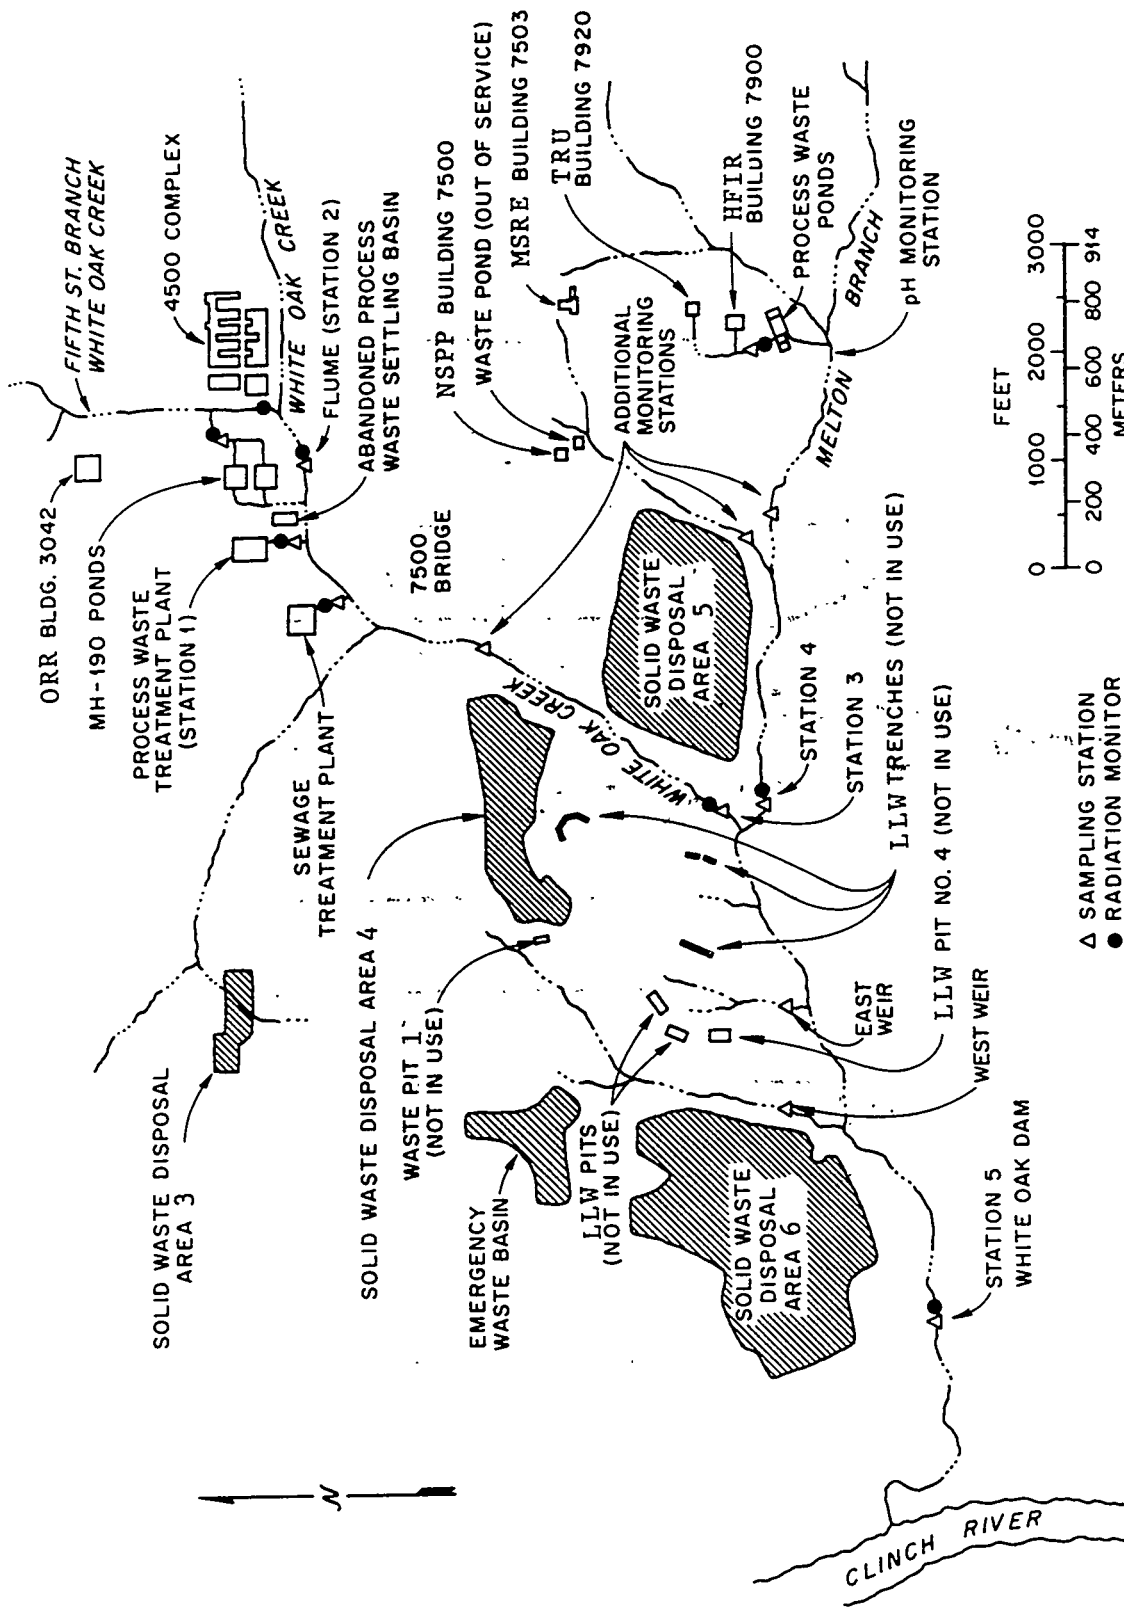 FIFTH ST. BRANCH
WHITE OAK CREEK
4500 COMPLEX
WHITE OAK CREEK
FLUME (STATION 2)
ABANDONED PROCESS
WASTE SETTLING BASIN
ORR BLDG. 3042
MH-190 PONDS
PROCESS WASTE
TREATMENT PLANT
(STATION 1)
SEWAGE
TREATMENT PLANT
7500
BRIDGE
SOLID WASTE DISPOSAL
AREA 3
SOLID WASTE DISPOSAL AREA 4
WASTE PIT 1
(NOT IN USE)
EMERGENCY
WASTE BASIN
LLW PITS
(NOT IN USE)
NSPP BUILDING 7500
WASTE POND (OUT OF SERVICE)
MSRE BUILDING 7503
TRU
BUILDING 7920
HFIR
BUILDING 7900
PROCESS WASTE
PONDS
pH MONITORING
STATION
ADDITIONAL
MONITORING
STATIONS
MELTON BRANCH
WHITE OAK CREEK
SOLID WASTE
DISPOSAL
AREA 5
STATION 4
STATION 3
LLW TRENCHES (NOT IN USE)
LLW PIT NO. 4 (NOT IN USE)
EAST
WEIR
WEST WEIR
SOLID WASTE
DISPOSAL
AREA 6
STATION 5
WHITE OAK DAM
CLINCH RIVER
N
FEET
0 1000 2000 3000
0 200 400 600 800 914
METERS
△ SAMPLING STATION
● RADIATION MONITOR